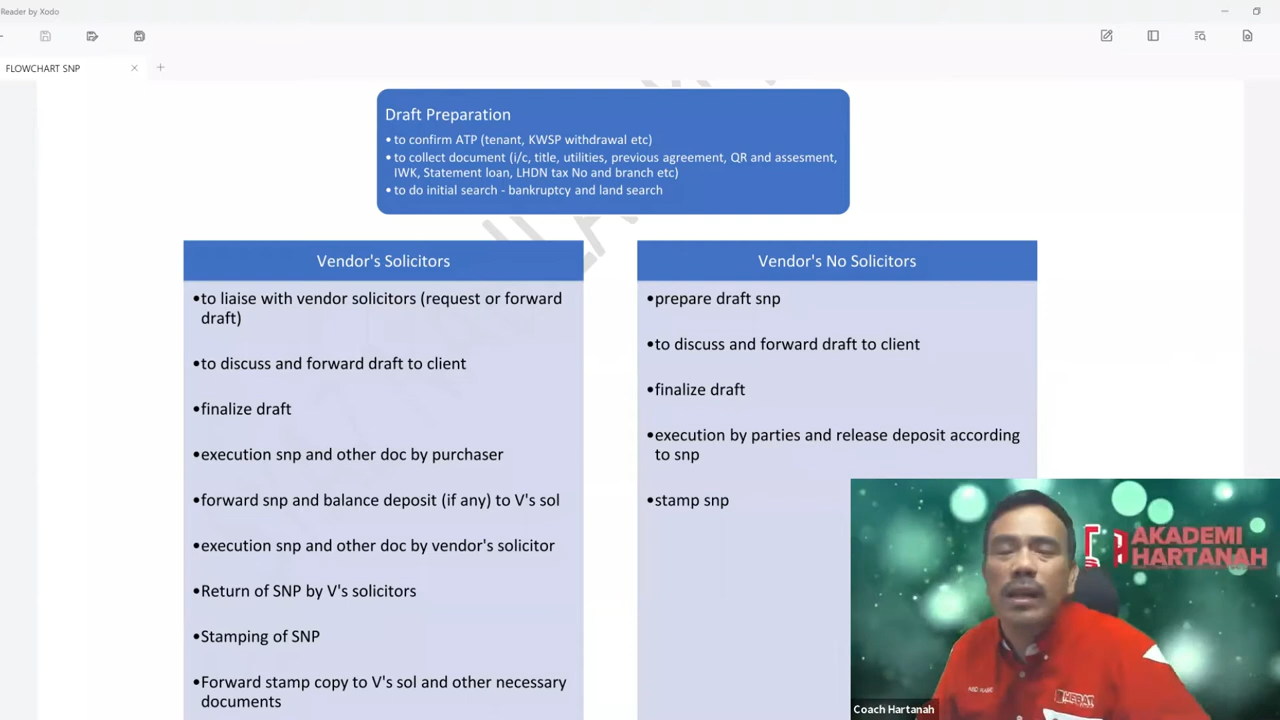 Reader by Xodo
FLOWCHART SNP
Draft Preparation
• to confirm ATP (tenant, KWSP withdrawal etc)
• to collect document (i/c, title, utilities, previous agreement, QR and assesment,
IWK, Statement loan, LHDN tax No and branch etc)
• to do initial search - bankruptcy and land search
Vendor's Solicitors
•to liaise with vendor solicitors (request or forward
draft)
•to discuss and forward draft to client
•finalize draft
•execution snp and other doc by purchaser
•forward snp and balance deposit (if any) to V's sol
•execution snp and other doc by vendor's solicitor
•Return of SNP by V's solicitors
•Stamping of SNP
•Forward stamp copy to V's sol and other necessary
documents
Vendor's No Solicitors
•prepare draft snp
•to discuss and forward draft to client
•finalize draft
•execution by parties and release deposit according
to snp
•stamp snp
AKADEMI
HARTANAH
Coach Hartanah